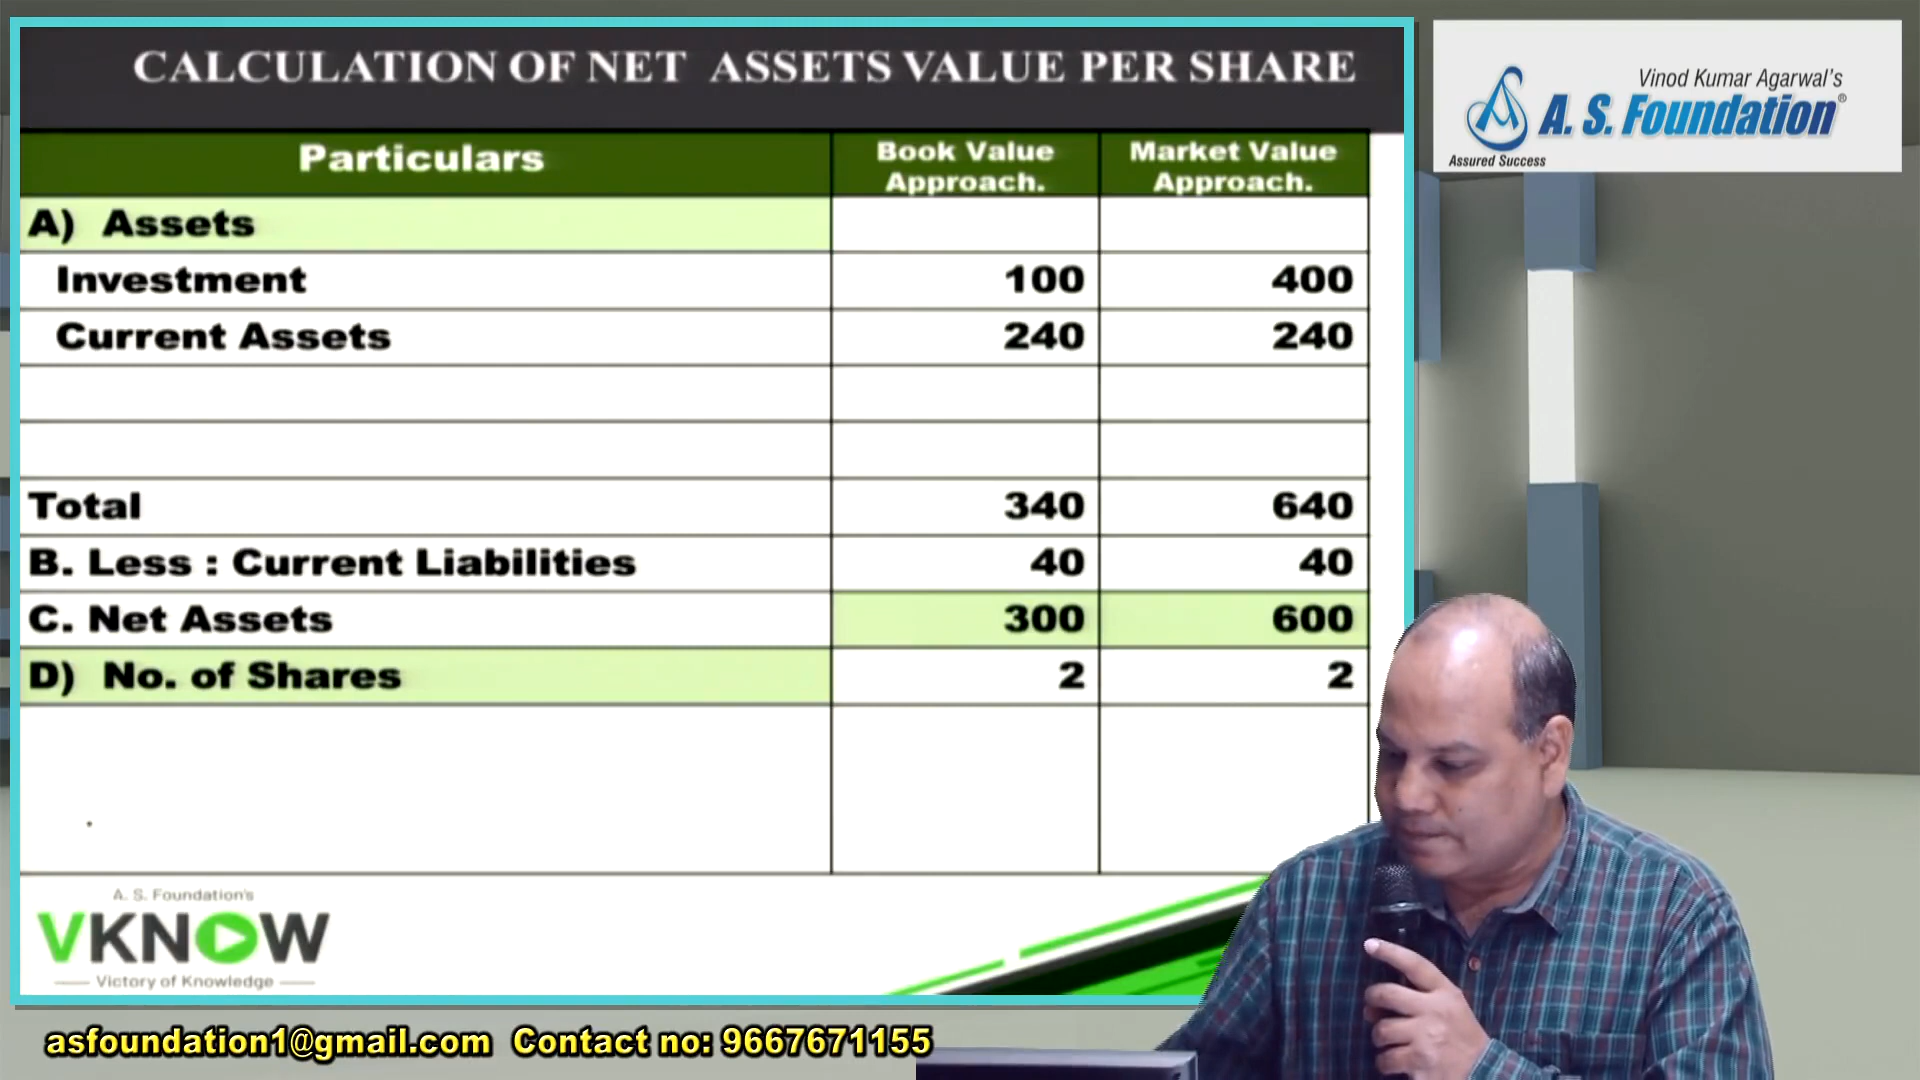 CALCULATION OF NET ASSETS VALUE PER SHARE
Particulars
Book Value
Approach.
Market Value
Approach.
A) Assets
Investment 100 400
Current Assets 240 240
Total 340 640
B. Less : Current Liabilities 40 40
C. Net Assets 300 600
D) No. of Shares 2 2
A. S. Foundation's
VKNOW
Victory of Knowledge
Vinod Kumar Agarwal's
A. S. Foundation®
Assured Success
asfoundation1@gmail.com Contact no: 9667671155